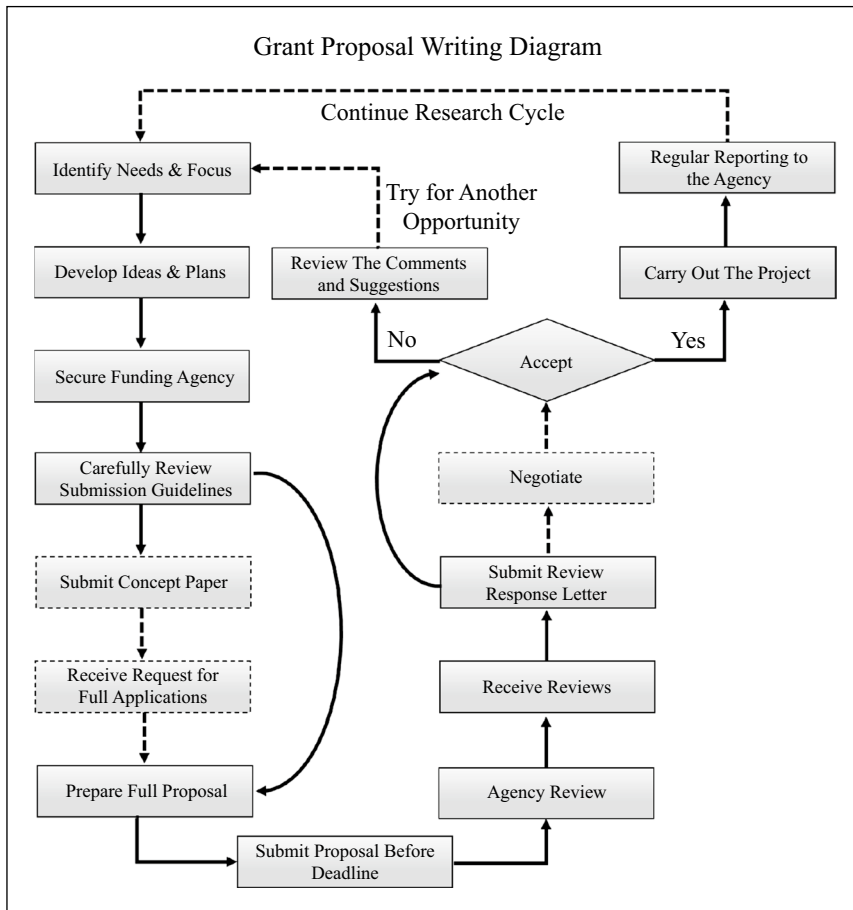 Grant Proposal Writing Diagram
Continue Research Cycle
Identify Needs & Focus
Develop Ideas & Plans
Secure Funding Agency
Carefully Review
Submission Guidelines
Submit Concept Paper
Receive Request for
Full Applications
Prepare Full Proposal
Submit Proposal Before
Deadline
Agency Review
Receive Reviews
Submit Review
Response Letter
Negotiate
Accept
No
Yes
Review The Comments
and Suggestions
Try for Another
Opportunity
Carry Out The Project
Regular Reporting to
the Agency